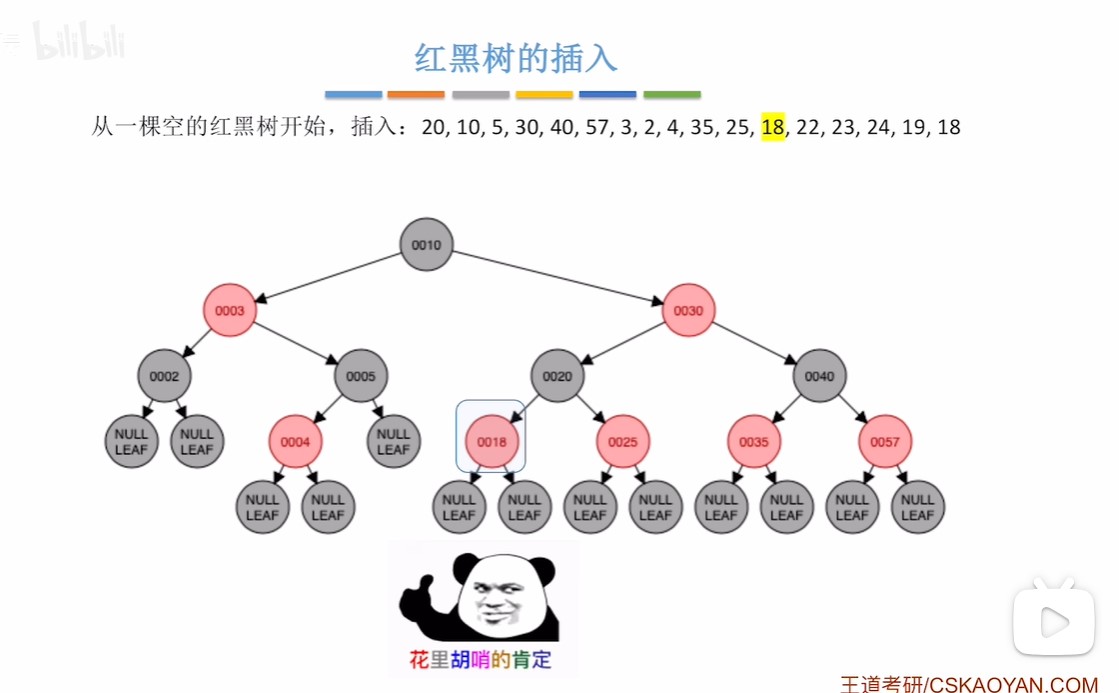 bilibili
红黑树的插入
从一棵空的红黑树开始，插入：20, 10, 5, 30, 40, 57, 3, 2, 4, 35, 25, 18, 22, 23, 24, 19, 18
0010
0003
0030
0002
0005
0020
0040
NULL LEAF
NULL LEAF
0004
NULL LEAF
0018
0025
0035
0057
NULL LEAF
NULL LEAF
NULL LEAF
NULL LEAF
NULL LEAF
NULL LEAF
NULL LEAF
NULL LEAF
NULL LEAF
NULL LEAF
花里胡哨的肯定
王道考研/CSKAOYAN.COM